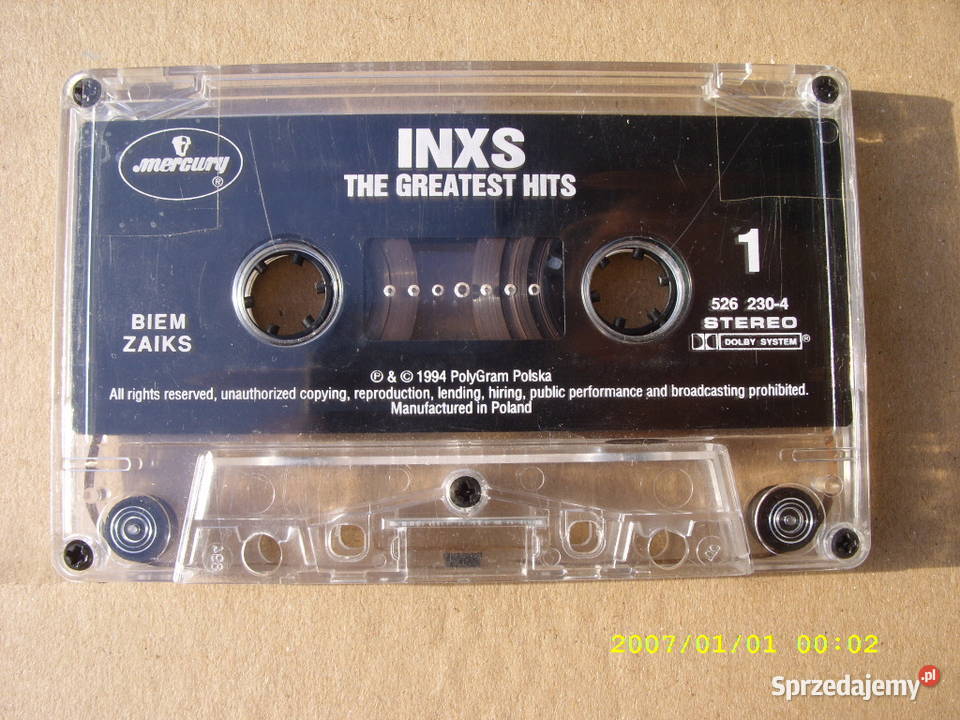 mercury®
INXS
THE GREATEST HITS
1
526 230-4
STEREO
DOLBY SYSTEM®
BIEM
ZAIKS
℗ & © 1994 PolyGram Polska
All rights reserved, unauthorized copying, reproduction, lending, hiring, public performance and broadcasting prohibited.
Manufactured in Poland
2007/01/01 00:02
Sprzedajemy.pl